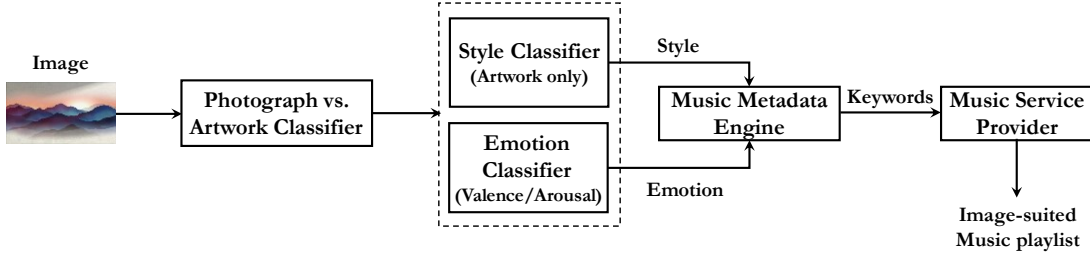 Image
Photograph vs.
Artwork Classifier
Style Classifier
(Artwork only)
Emotion
Classifier
(Valence/Arousal)
Style
Emotion
Music Metadata
Engine
Keywords
Music Service
Provider
Image-suited
Music playlist